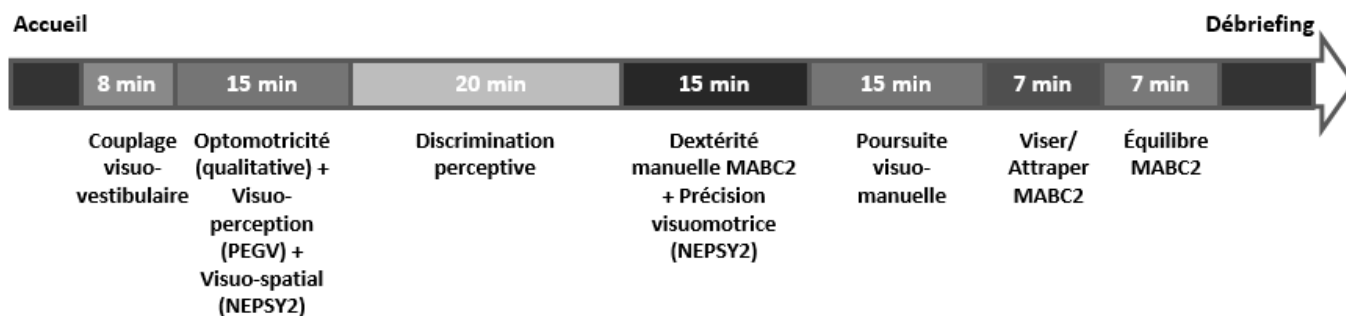 Accueil
Débriefing
8 min
15 min
20 min
15 min
15 min
7 min
7 min
Couplage
visuo-
vestibulaire
Optomotricité
(qualitative) +
Visuo-
perception
(PEGV) +
Visuo-spatial
(NEPSY2)
Discrimination
perceptive
Dextérité
manuelle MABC2
+ Précision
visuomotrice
(NEPSY2)
Poursuite
visuo-
manuelle
Viser/
Attraper
MABC2
Équilibre
MABC2